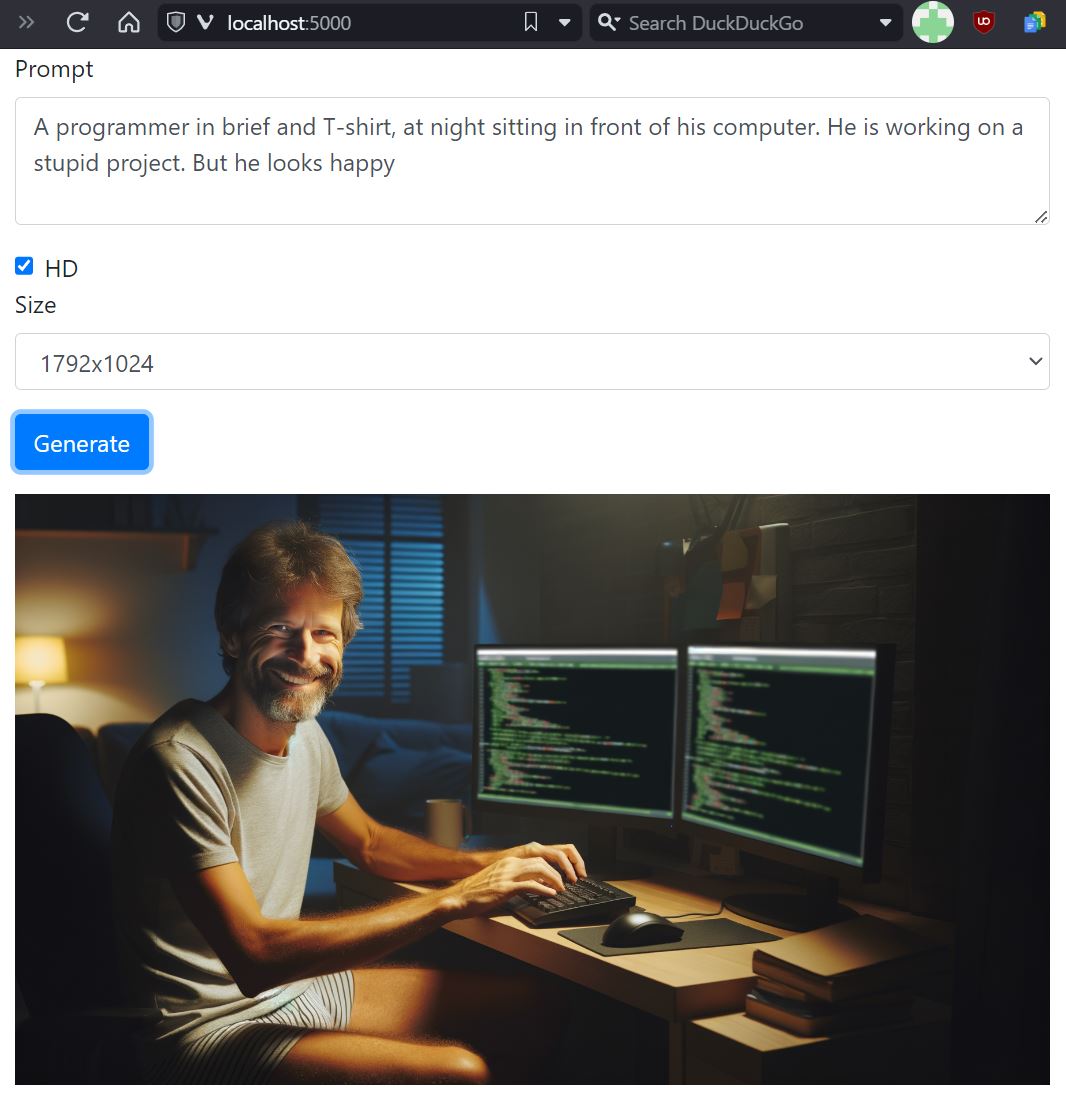 localhost:5000
Search DuckDuckGo
Prompt
A programmer in brief and T-shirt, at night sitting in front of his computer. He is working on a
stupid project. But he looks happy
HD
Size
1792x1024
Generate